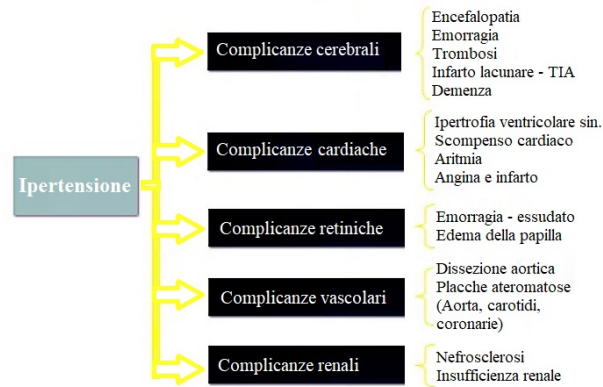 Ipertensione
Complicanze cerebrali
Encefalopatia
Emorragia
Trombosi
Infarto lacunare - TIA
Demenza
Complicanze cardiache
Ipertrofia ventricolare sin.
Scompenso cardiaco
Aritmia
Angina e infarto
Complicanze retiniche
Emorragia - essudato
Edema della papilla
Complicanze vascolari
Dissezione aortica
Placche ateromatose
(Aorta, carotidi,
coronarie)
Complicanze renali
Nefrosclerosi
Insufficienza renale